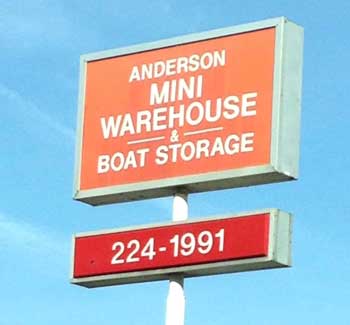 ANDERSON
MINI
WAREHOUSE
&
BOAT STORAGE
224-1991